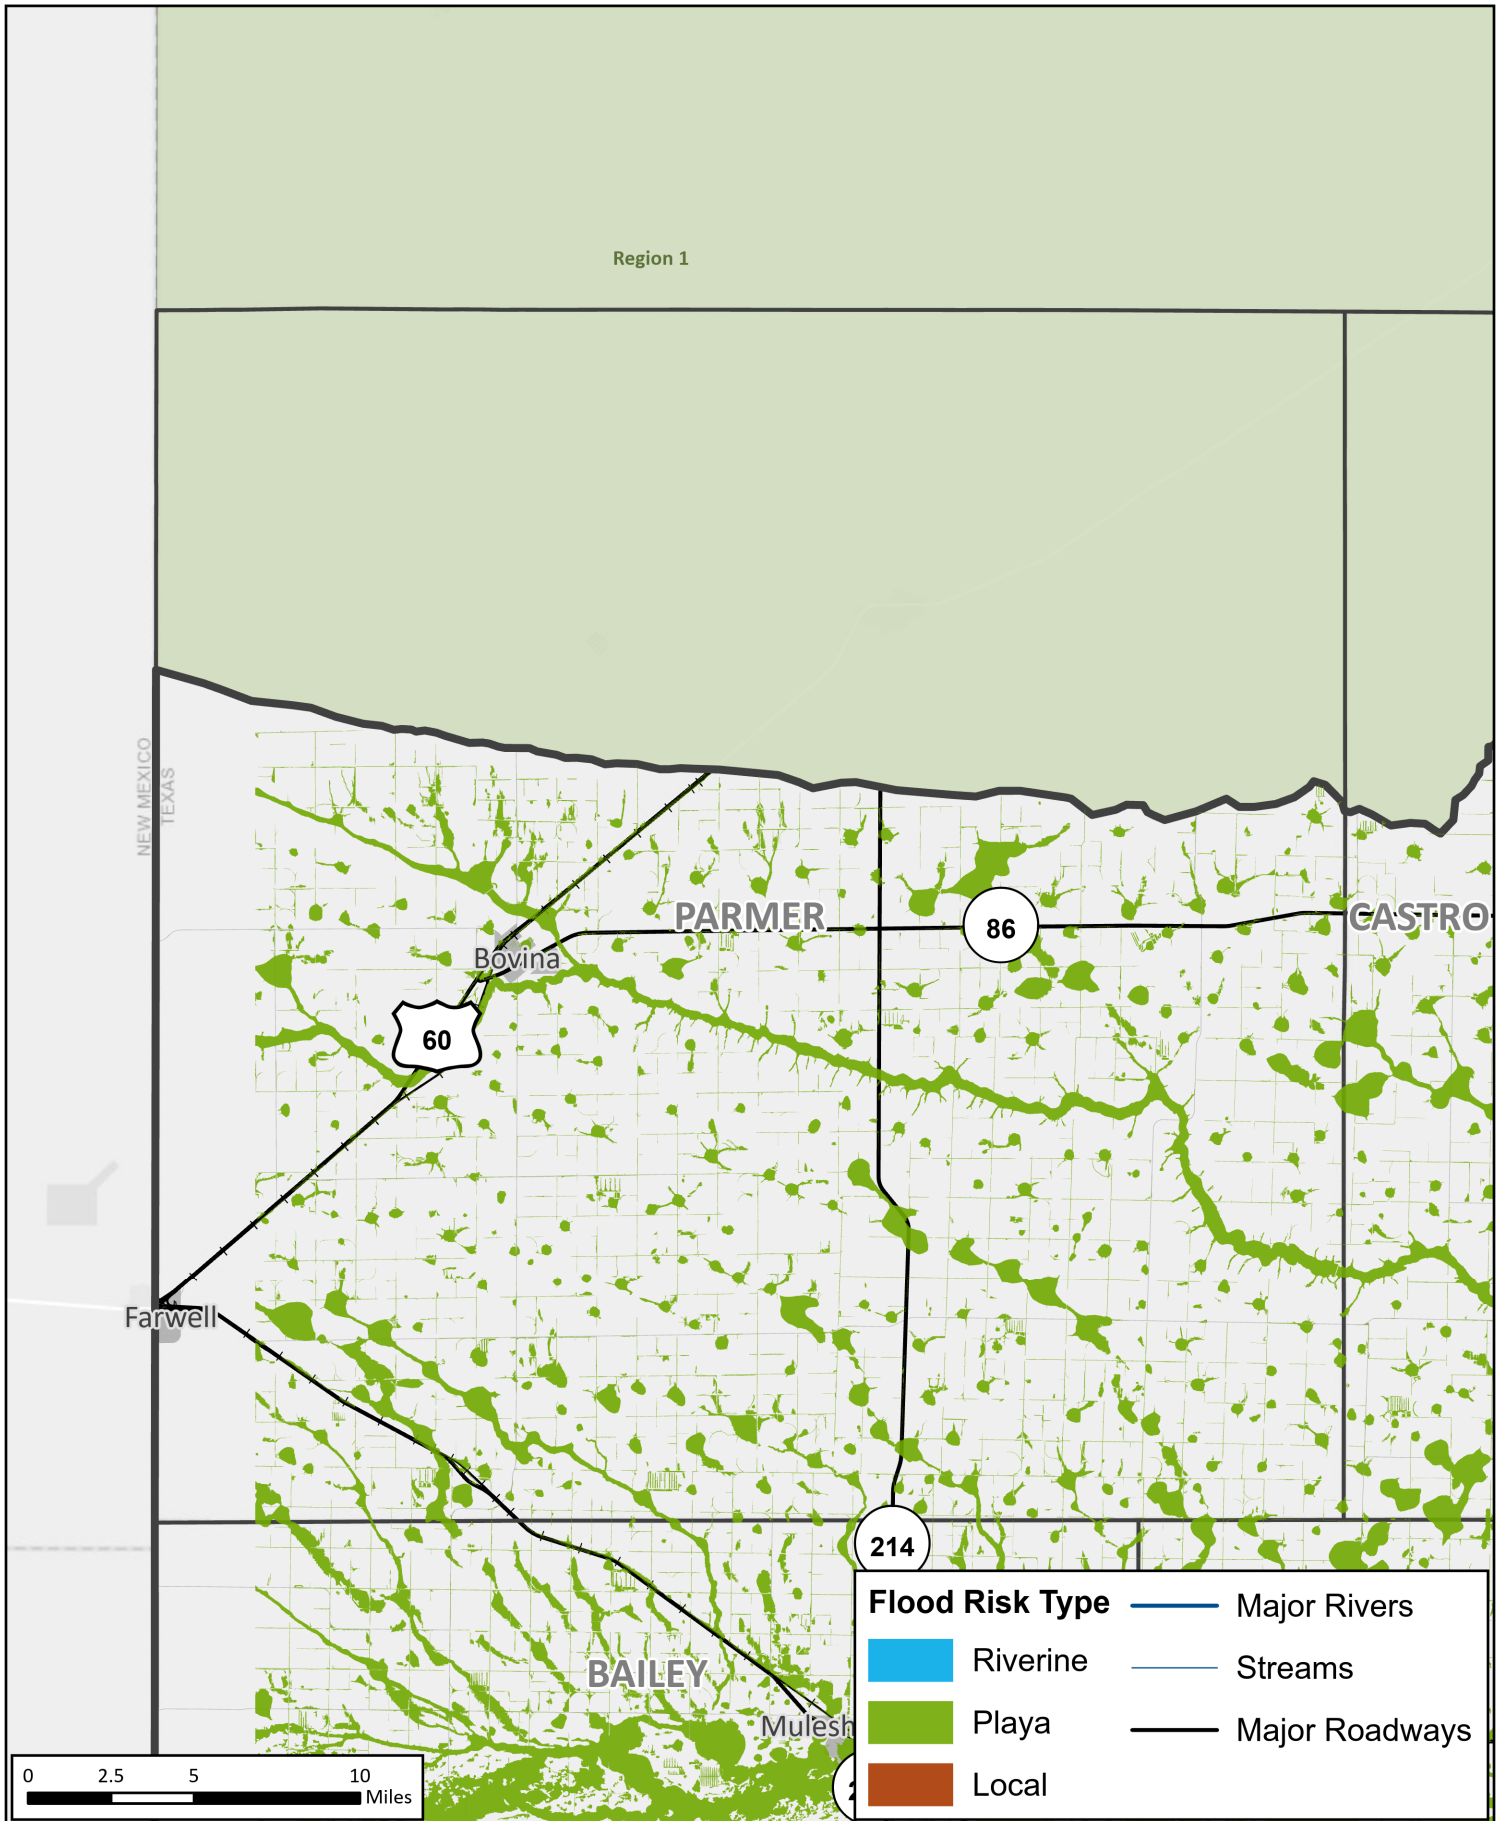 Region 1
NEW MEXICO
TEXAS
PARMER
CASTRO
86
Bovina
60
Farwell
214
BAILEY
Mulesh
Flood Risk Type
Riverine
Playa
Local
Major Rivers
Streams
Major Roadways
0 2.5 5 10
Miles